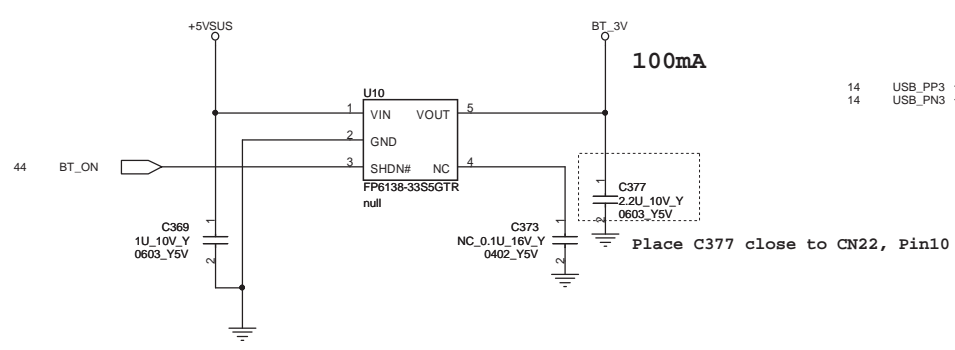 +5VSUS
BT_3V
100mA
14 USB_PP3
14 USB_PN3
U10
1 VIN VOUT 5
2 GND
44 BT_ON 3 SHDN# NC 4
FP6138-33S5GTR
null
1
C369
1U_10V_Y
0603_Y5V
2
1
C373
NC_0.1U_16V_Y
0402_Y5V
2
1
C377
2.2U_10V_Y
0603_Y5V
2
Place C377 close to CN22, Pin10